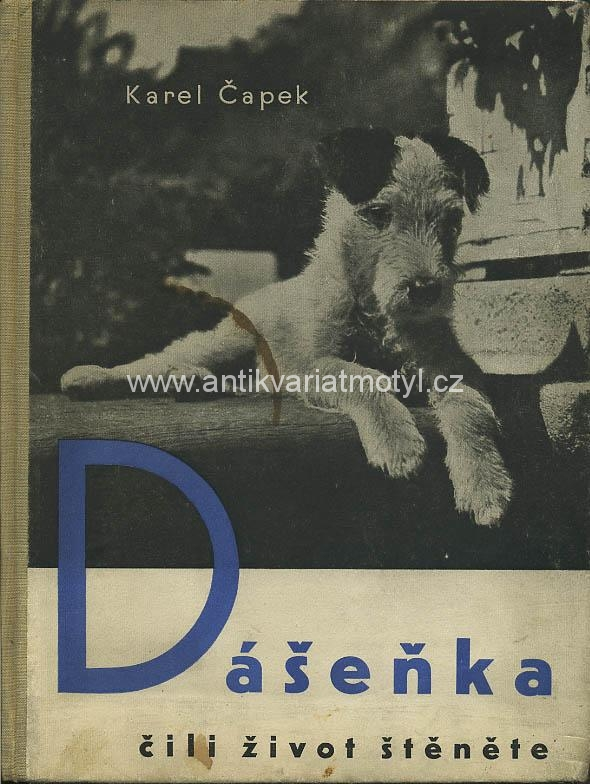 Karel Čapek
www.antikvariatmotyl.cz
Dášeňka
čili život štěněte